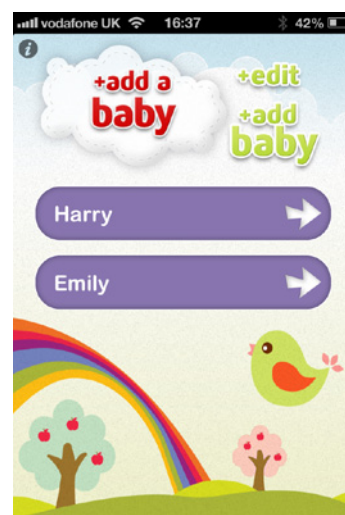 vodafone UK 16:37 42%
i
+add a
baby
+edit
+add
baby
Harry
Emily